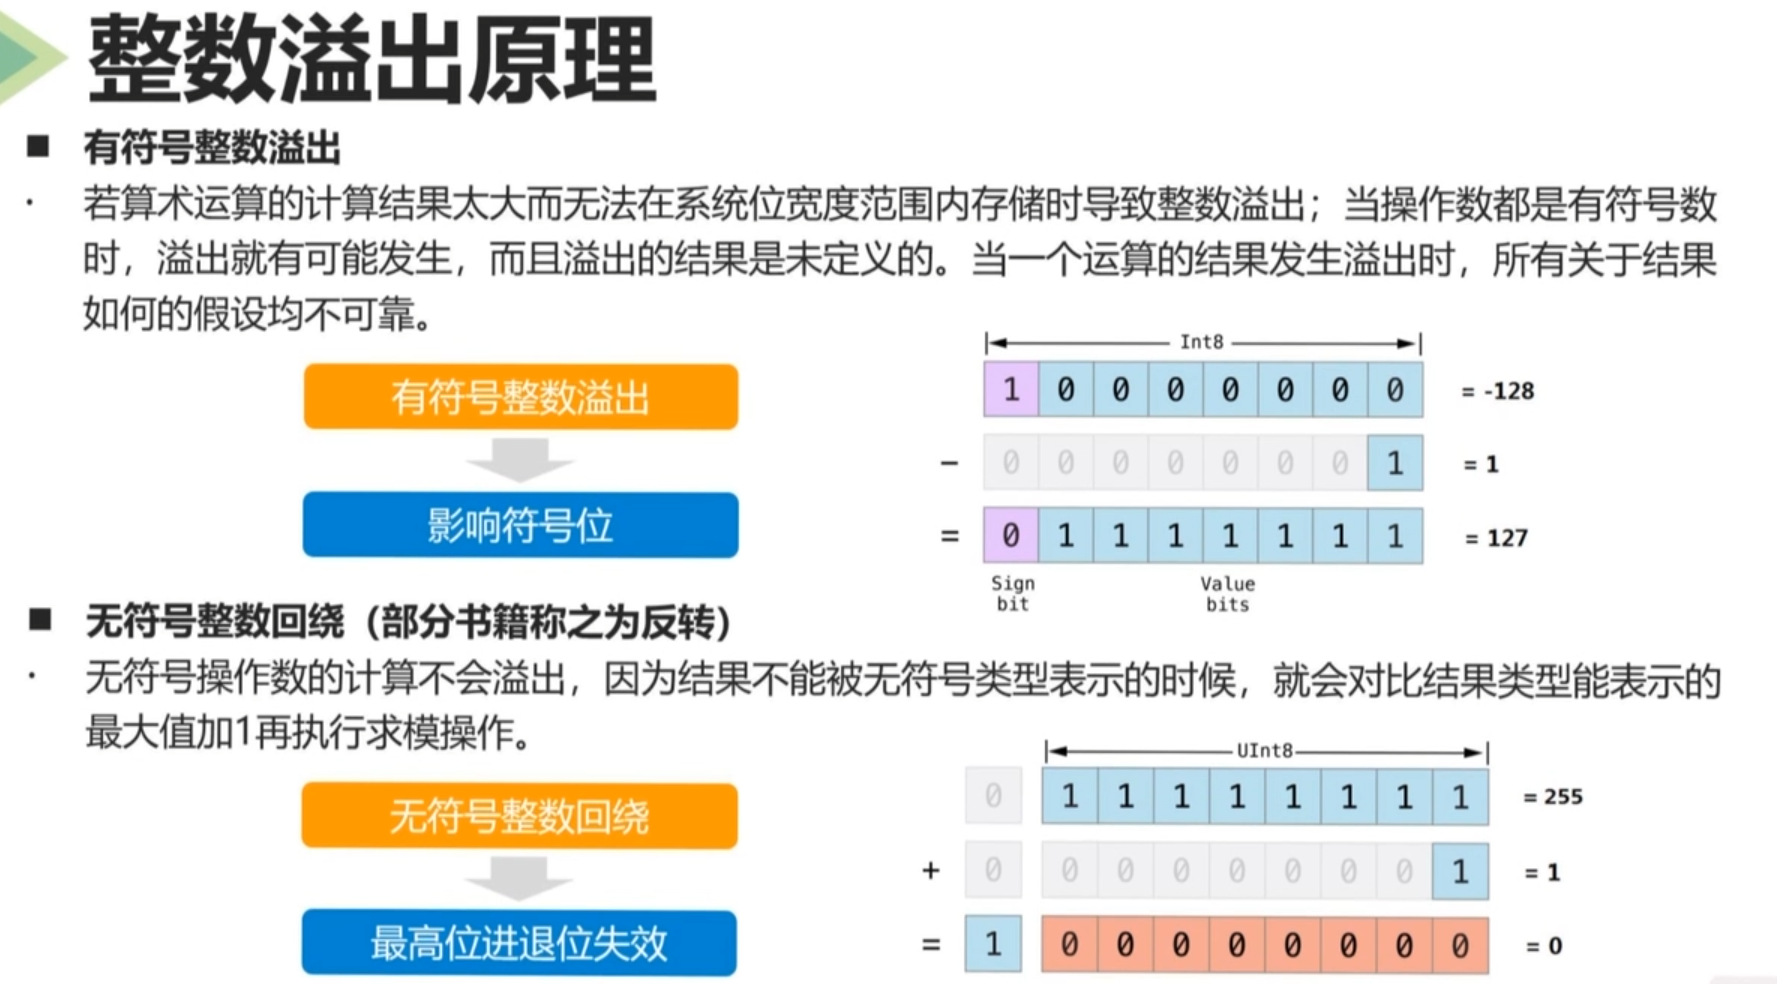 整数溢出原理
■ 有符号整数溢出
· 若算术运算的计算结果太大而无法在系统位宽度范围内存储时导致整数溢出；当操作数都是有符号数
时，溢出就有可能发生，而且溢出的结果是未定义的。当一个运算的结果发生溢出时，所有关于结果
如何的假设均不可靠。
有符号整数溢出
影响符号位
Int8
1 0 0 0 0 0 0 0 = -128
- 0 0 0 0 0 0 0 1 = 1
= 0 1 1 1 1 1 1 1 = 127
Sign
bit
Value
bits
■ 无符号整数回绕（部分书籍称之为反转）
· 无符号操作数的计算不会溢出，因为结果不能被无符号类型表示的时候，就会对比结果类型能表示的
最大值加1再执行求模操作。
无符号整数回绕
最高位进退位失效
UInt8
0 1 1 1 1 1 1 1 1 = 255
+ 0 0 0 0 0 0 0 0 1 = 1
= 1 0 0 0 0 0 0 0 0 = 0